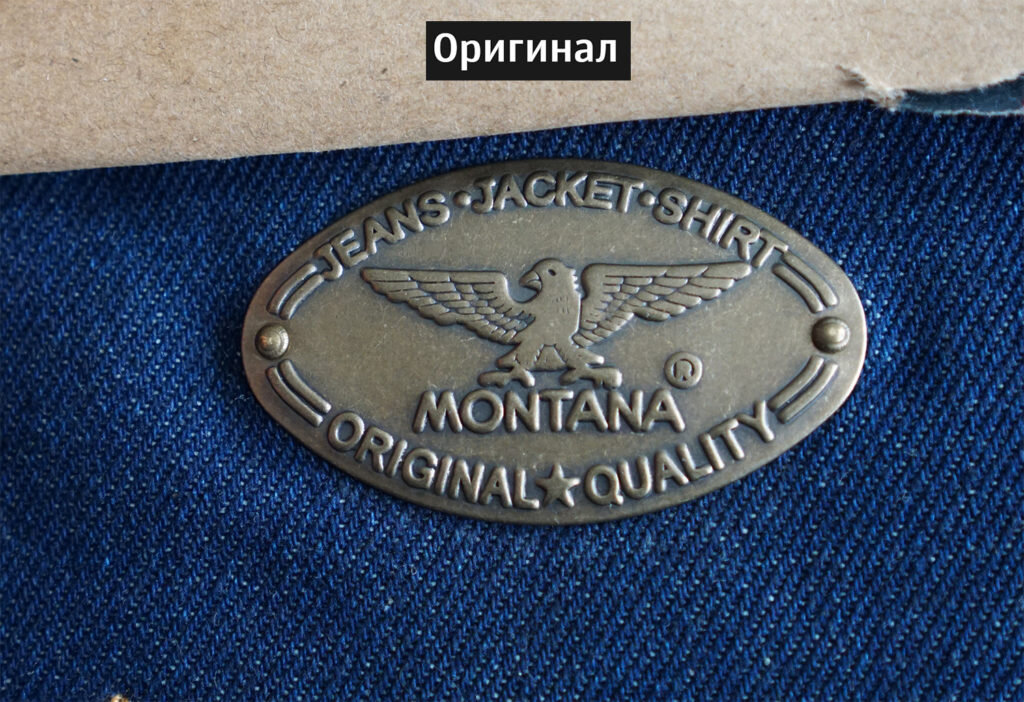 Оригинал
JEANS•JACKET•SHIRT
®
MONTANA
ORIGINAL★QUALITY